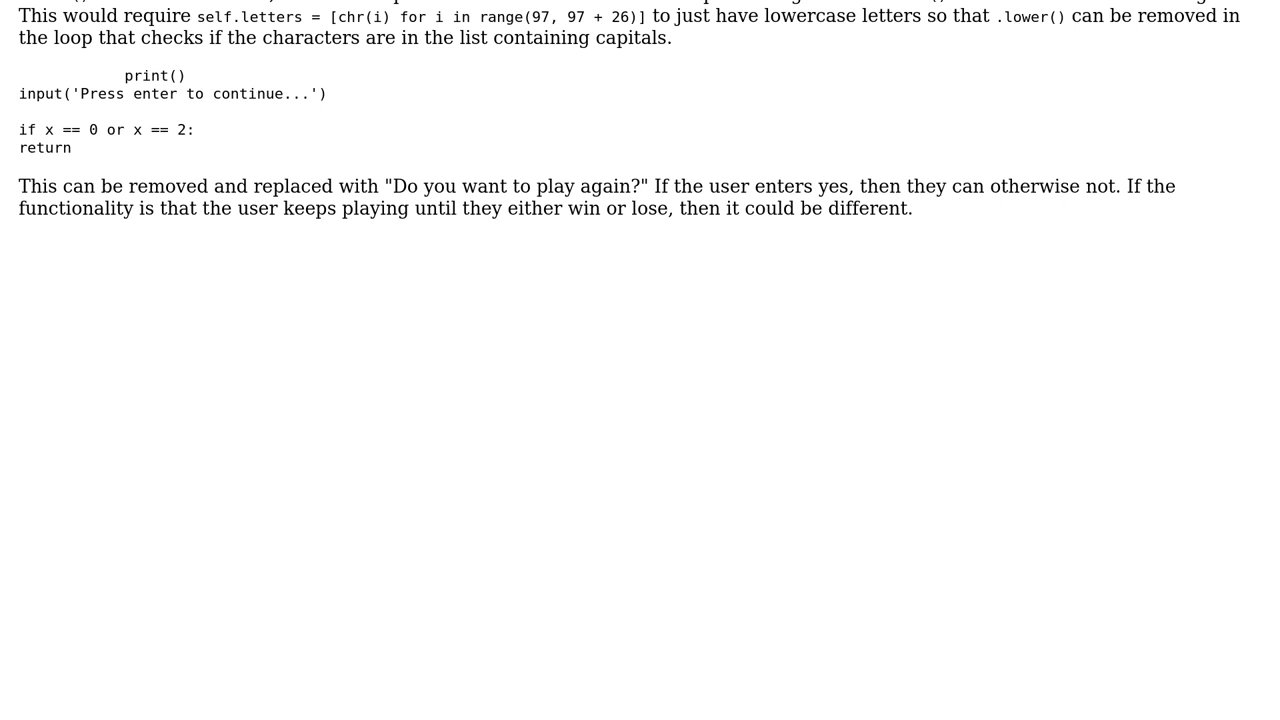 This would require self.letters = [chr(i) for i in range(97, 97 + 26)] to just have lowercase letters so that .lower() can be removed in
the loop that checks if the characters are in the list containing capitals.
print()
input('Press enter to continue...')
if x == 0 or x == 2:
return
This can be removed and replaced with "Do you want to play again?" If the user enters yes, then they can otherwise not. If the
functionality is that the user keeps playing until they either win or lose, then it could be different.